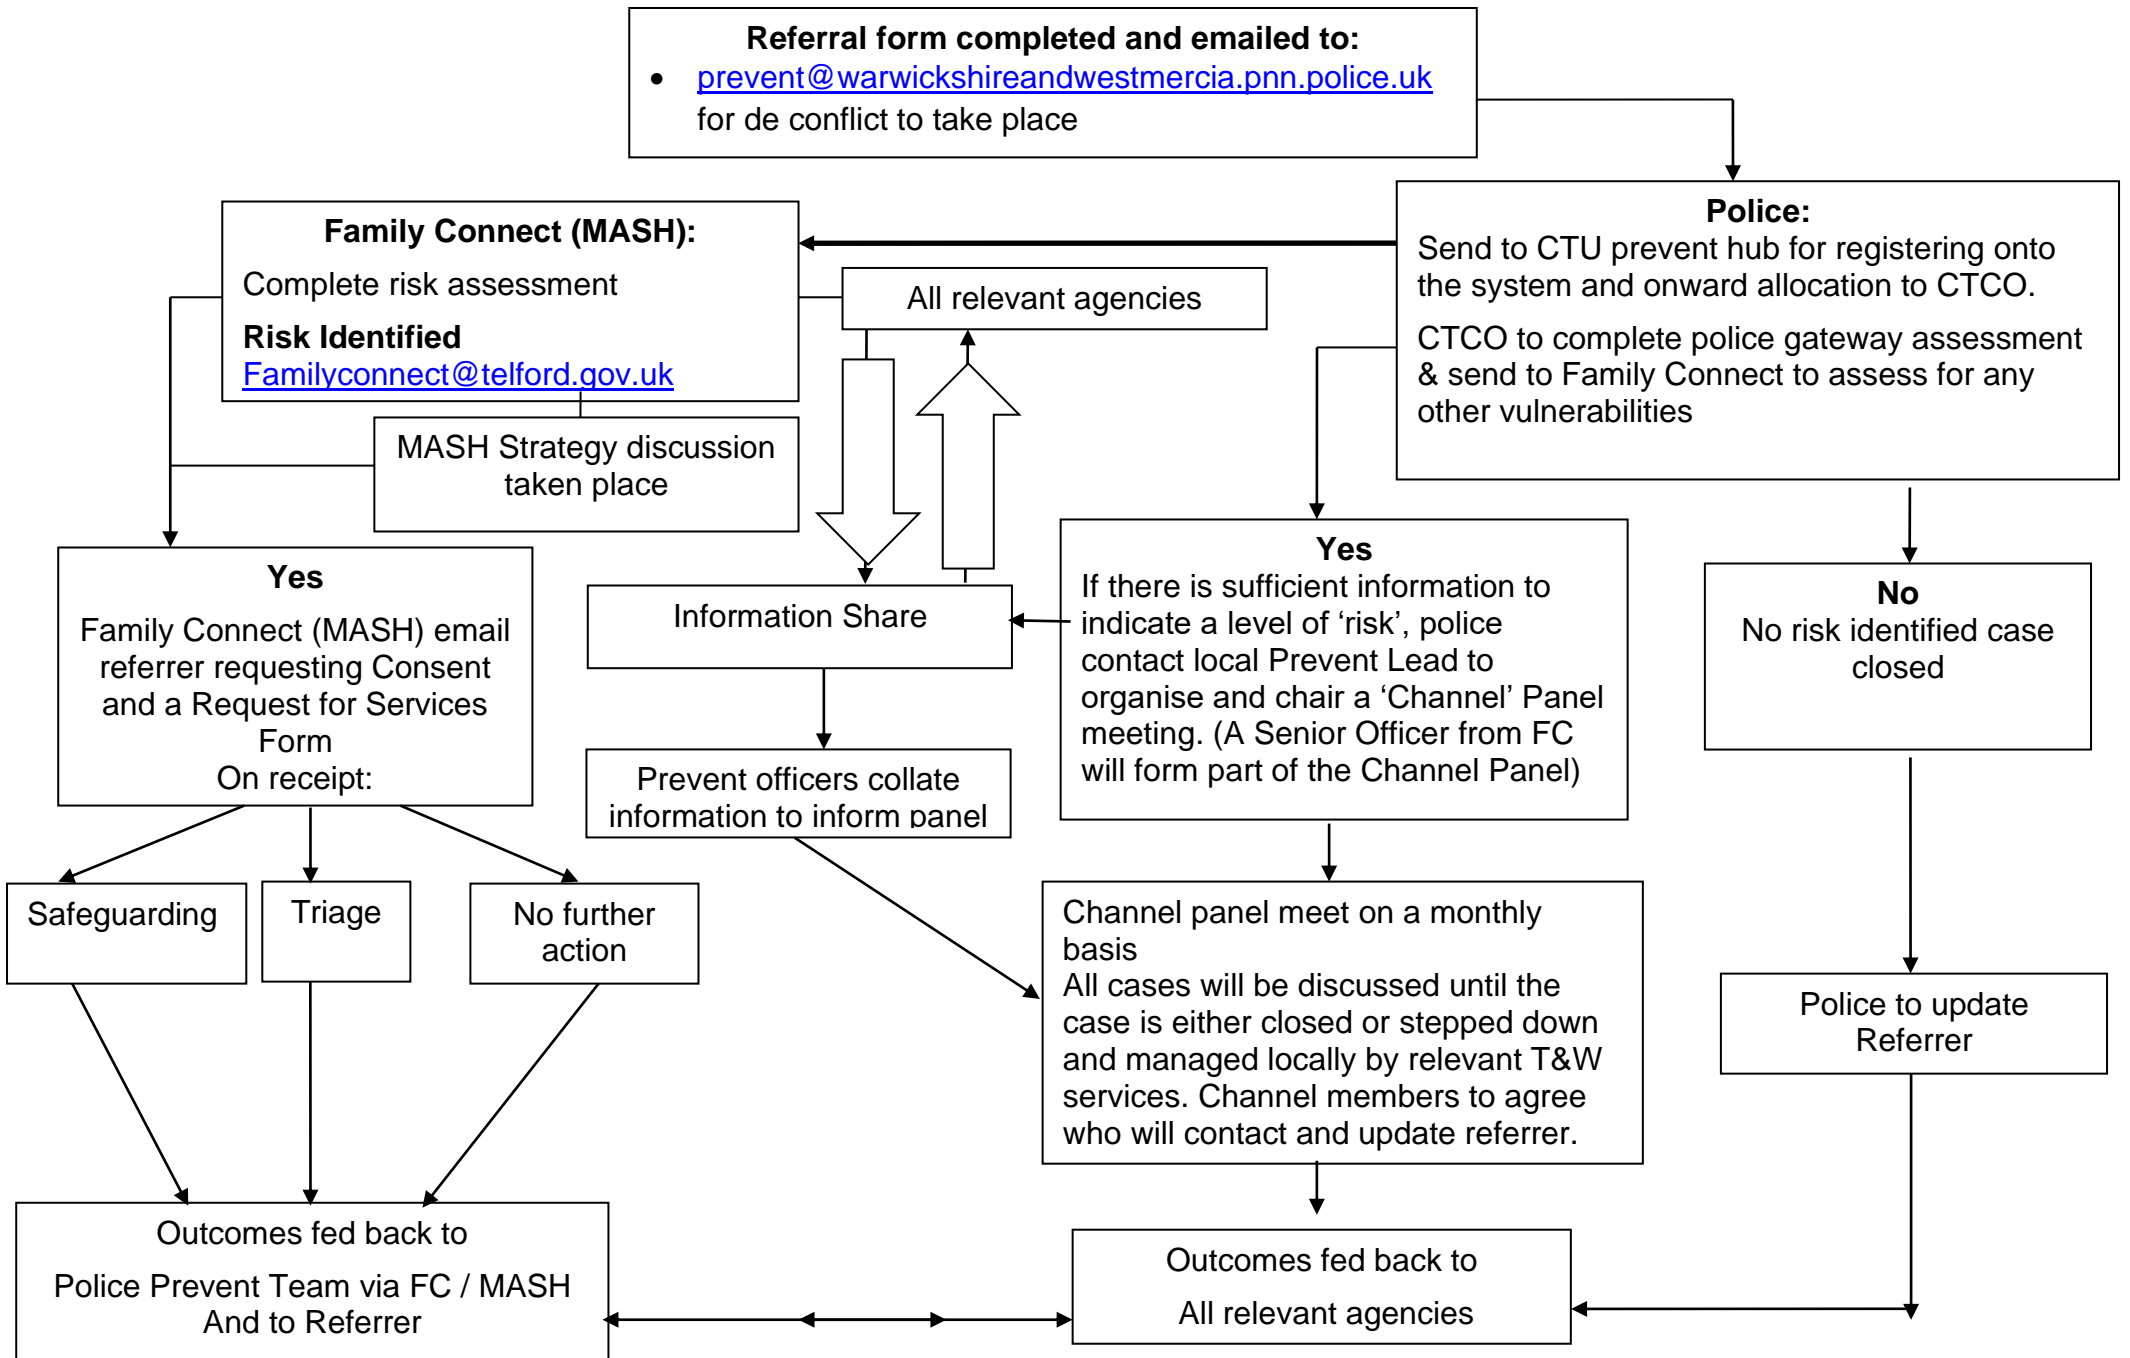 Referral form completed and emailed to:
• prevent@warwickshireandwestmercia.pnn.police.uk
for de conflict to take place
Police:
Send to CTU prevent hub for registering onto
the system and onward allocation to CTCO.
CTCO to complete police gateway assessment
& send to Family Connect to assess for any
other vulnerabilities
Family Connect (MASH):
Complete risk assessment
Risk Identified
Familyconnect@telford.gov.uk
All relevant agencies
MASH Strategy discussion
taken place
Yes
Family Connect (MASH) email
referrer requesting Consent
and a Request for Services
Form
On receipt:
Information Share
Yes
If there is sufficient information to
indicate a level of ‘risk’, police
contact local Prevent Lead to
organise and chair a ‘Channel’ Panel
meeting. (A Senior Officer from FC
will form part of the Channel Panel)
No
No risk identified case
closed
Prevent officers collate
information to inform panel
Safeguarding
Triage
No further
action
Channel panel meet on a monthly
basis
All cases will be discussed until the
case is either closed or stepped down
and managed locally by relevant T&W
services. Channel members to agree
who will contact and update referrer.
Police to update
Referrer
Outcomes fed back to
Police Prevent Team via FC / MASH
And to Referrer
Outcomes fed back to
All relevant agencies